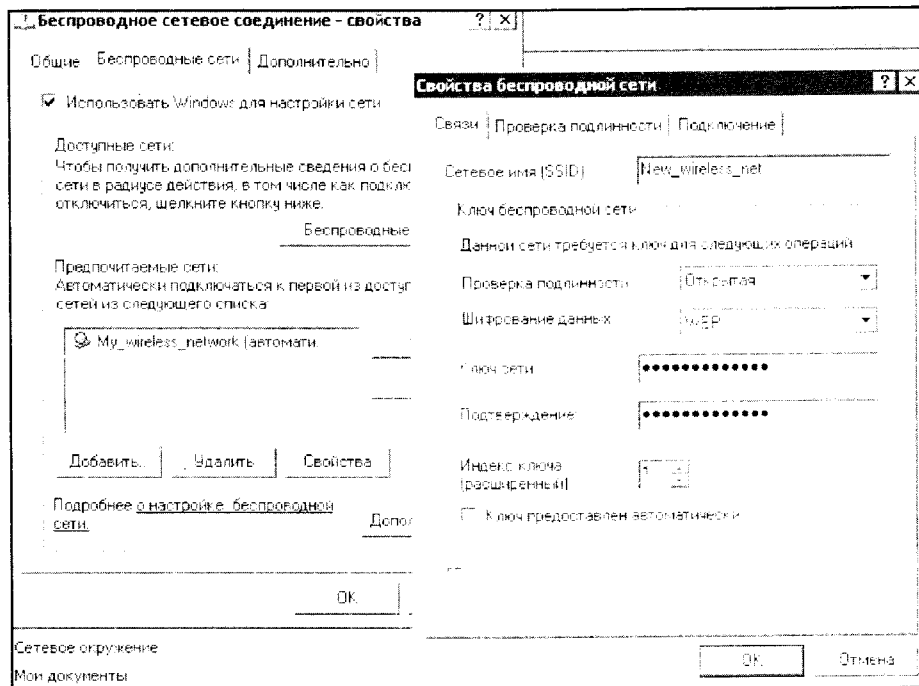 Беспроводное сетевое соединение - свойства
Общие
Беспроводные сети
Дополнительно
Использовать Windows для настройки сети
Доступные сети:
Чтобы получить дополнительные сведения о бес
сети в радиусе действия, в том числе как подклю
отключиться, щелкните кнопку ниже.
Беспроводные
Предпочитаемые сети:
Автоматически подключаться к первой из доступ
сетей из следующего списка:
My_wireless_network (автомати.
Добавить..
Удалить
Свойства
Подробнее о настройке беспроводной
сети.
Допол
OK
Сетевое окружение
Мои документы
Свойства беспроводной сети
Связи
Проверка подлинности
Подключение
Сетевое имя (SSID)
New_wireless_net
Ключ беспроводной сети
Данной сети требуется ключ для следующих операций
Проверка подлинности
Открытая
Шифрование данных
WEP
Ключ сети
•••••••••••••
Подтверждение:
•••••••••••••
Индекс ключа
(расширенный)
1
Ключ предоставлен автоматически
OK
Отмена